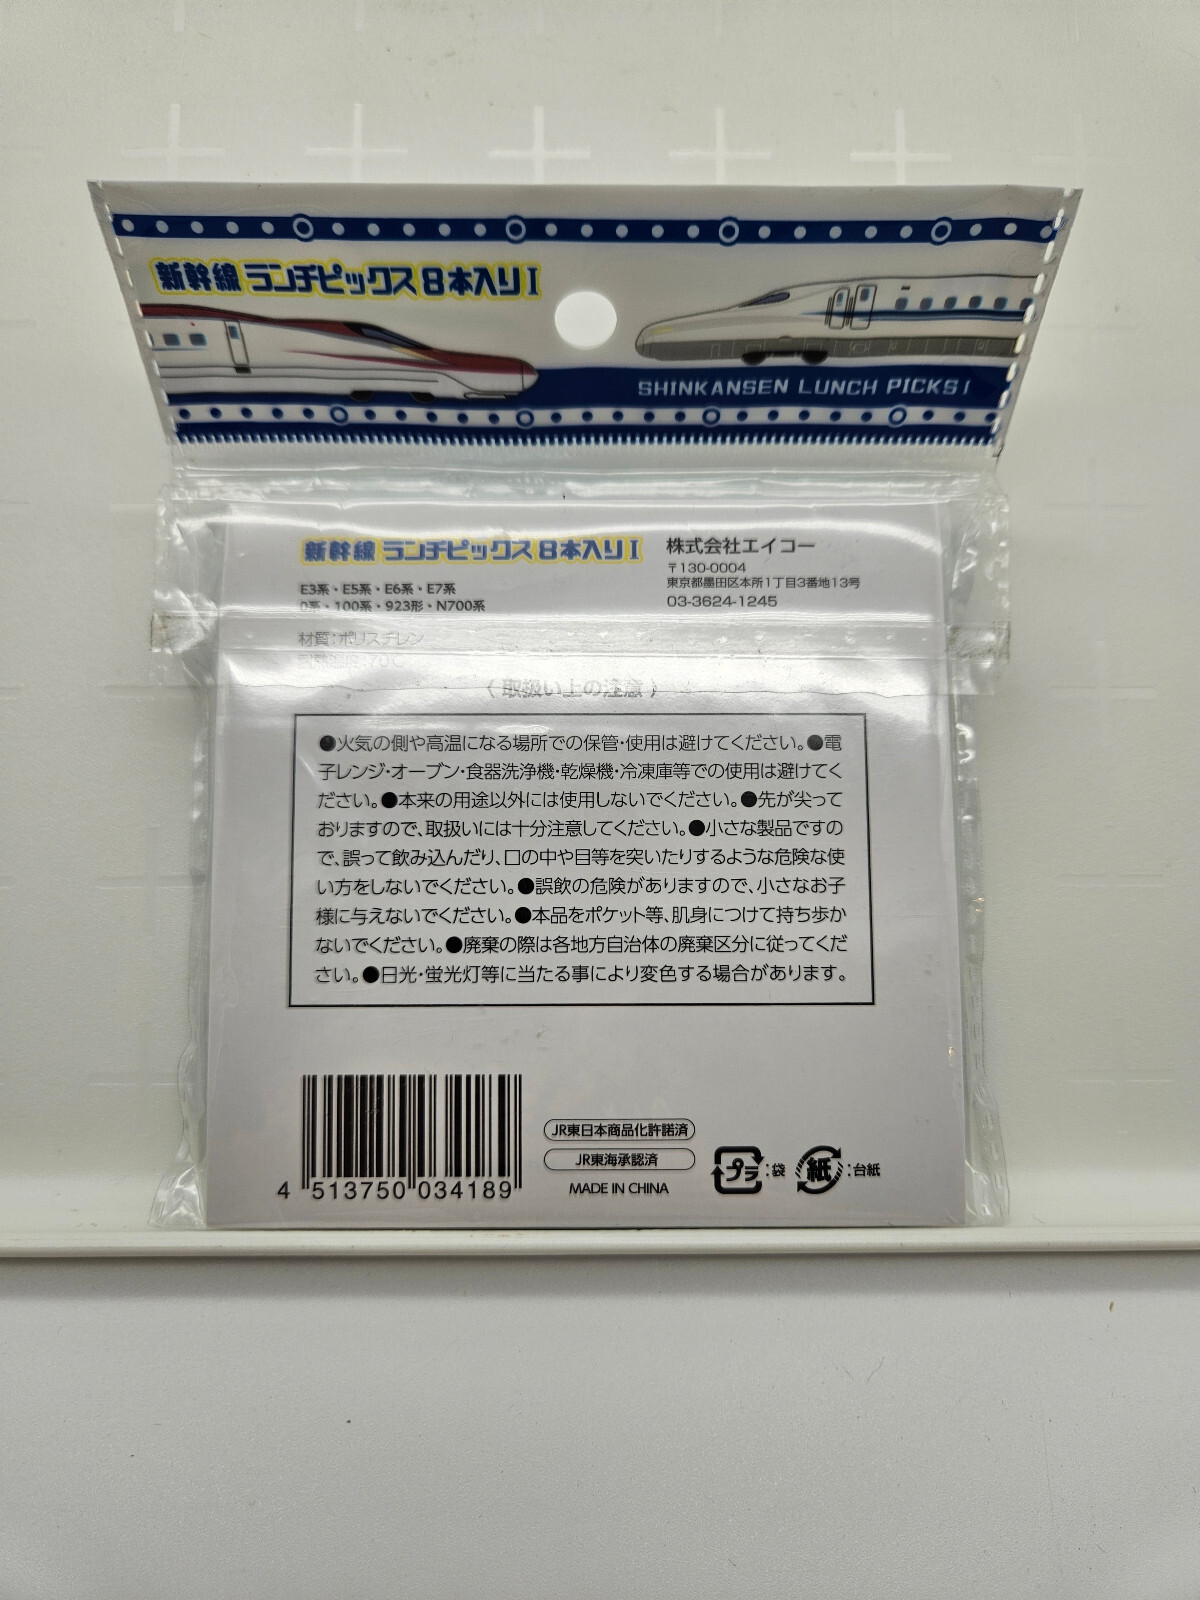 新幹線 ランチピックス 8本入り I
SHINKANSEN LUNCH PICKS I
新幹線 ランチピックス 8本入り I
E3系・E5系・E6系・E7系
0系・100系・923形・N700系
材質:ポリスチレン
耐熱温度:70℃
株式会社エイコー
〒130-0004
東京都墨田区本所1丁目3番地13号
03-3624-1245
〈 取扱い上の注意 〉
●火気の側や高温になる場所での保管・使用は避けてください。●電
子レンジ・オーブン・食器洗浄機・乾燥機・冷凍庫等での使用は避けてく
ださい。●本来の用途以外には使用しないでください。●先が尖って
おりますので、取扱いには十分注意してください。●小さな製品ですの
で、誤って飲み込んだり、口の中や目等を突いたりするような危険な使
い方をしないでください。●誤飲の危険がありますので、小さなお子
様に与えないでください。●本品をポケット等、肌身につけて持ち歩か
ないでください。●廃棄の際は各地方自治体の廃棄区分に従ってくだ
さい。●日光・蛍光灯等に当たる事により変色する場合があります。
4 513750 034189
JR東日本商品化許諾済
JR東海承認済
MADE IN CHINA
プラ:袋
紙:台紙